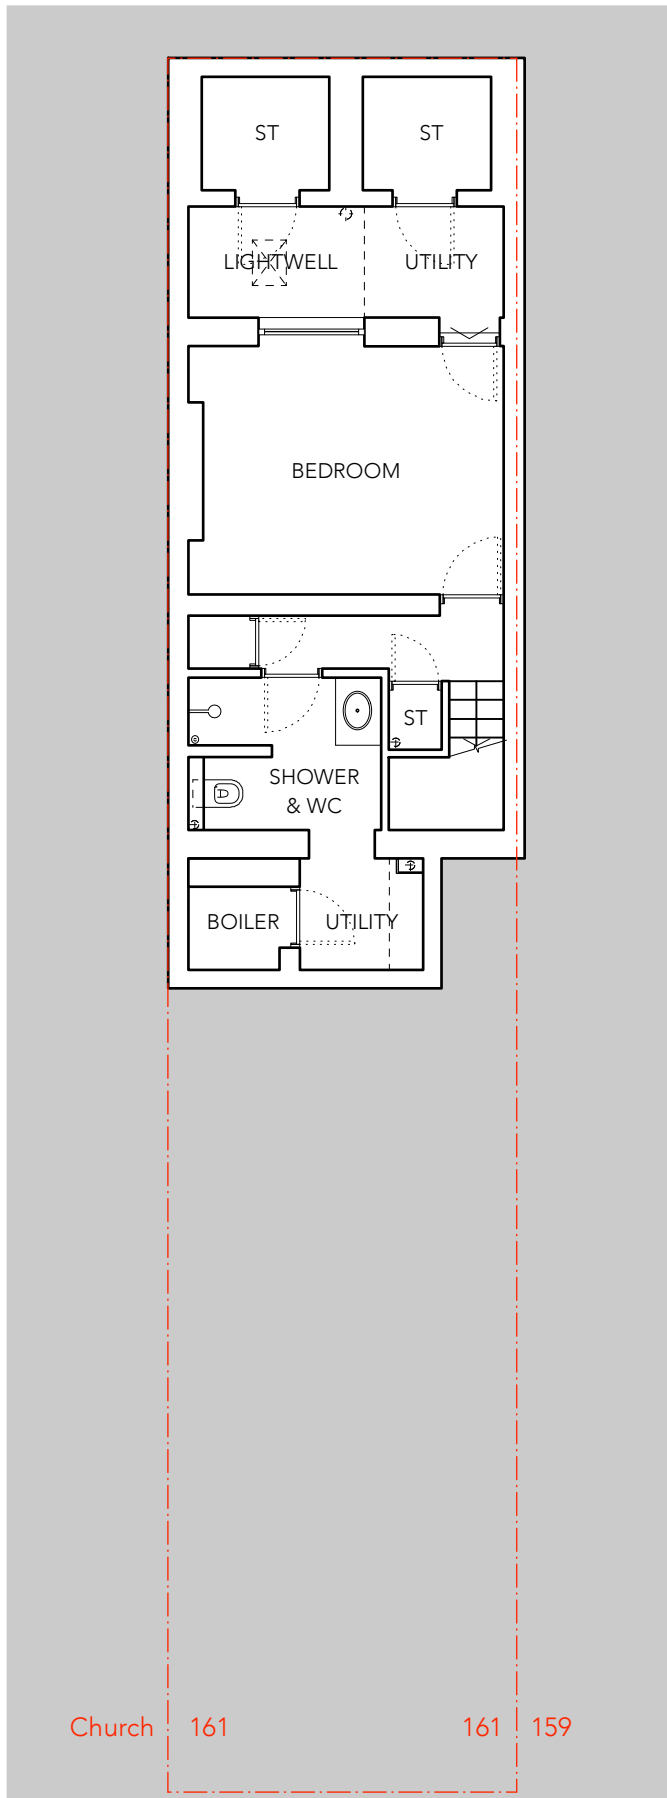 ST
ST
LIGHTWELL
UTILITY
BEDROOM
ST
SHOWER
& WC
BOILER
UTILITY
Church
161
161
159